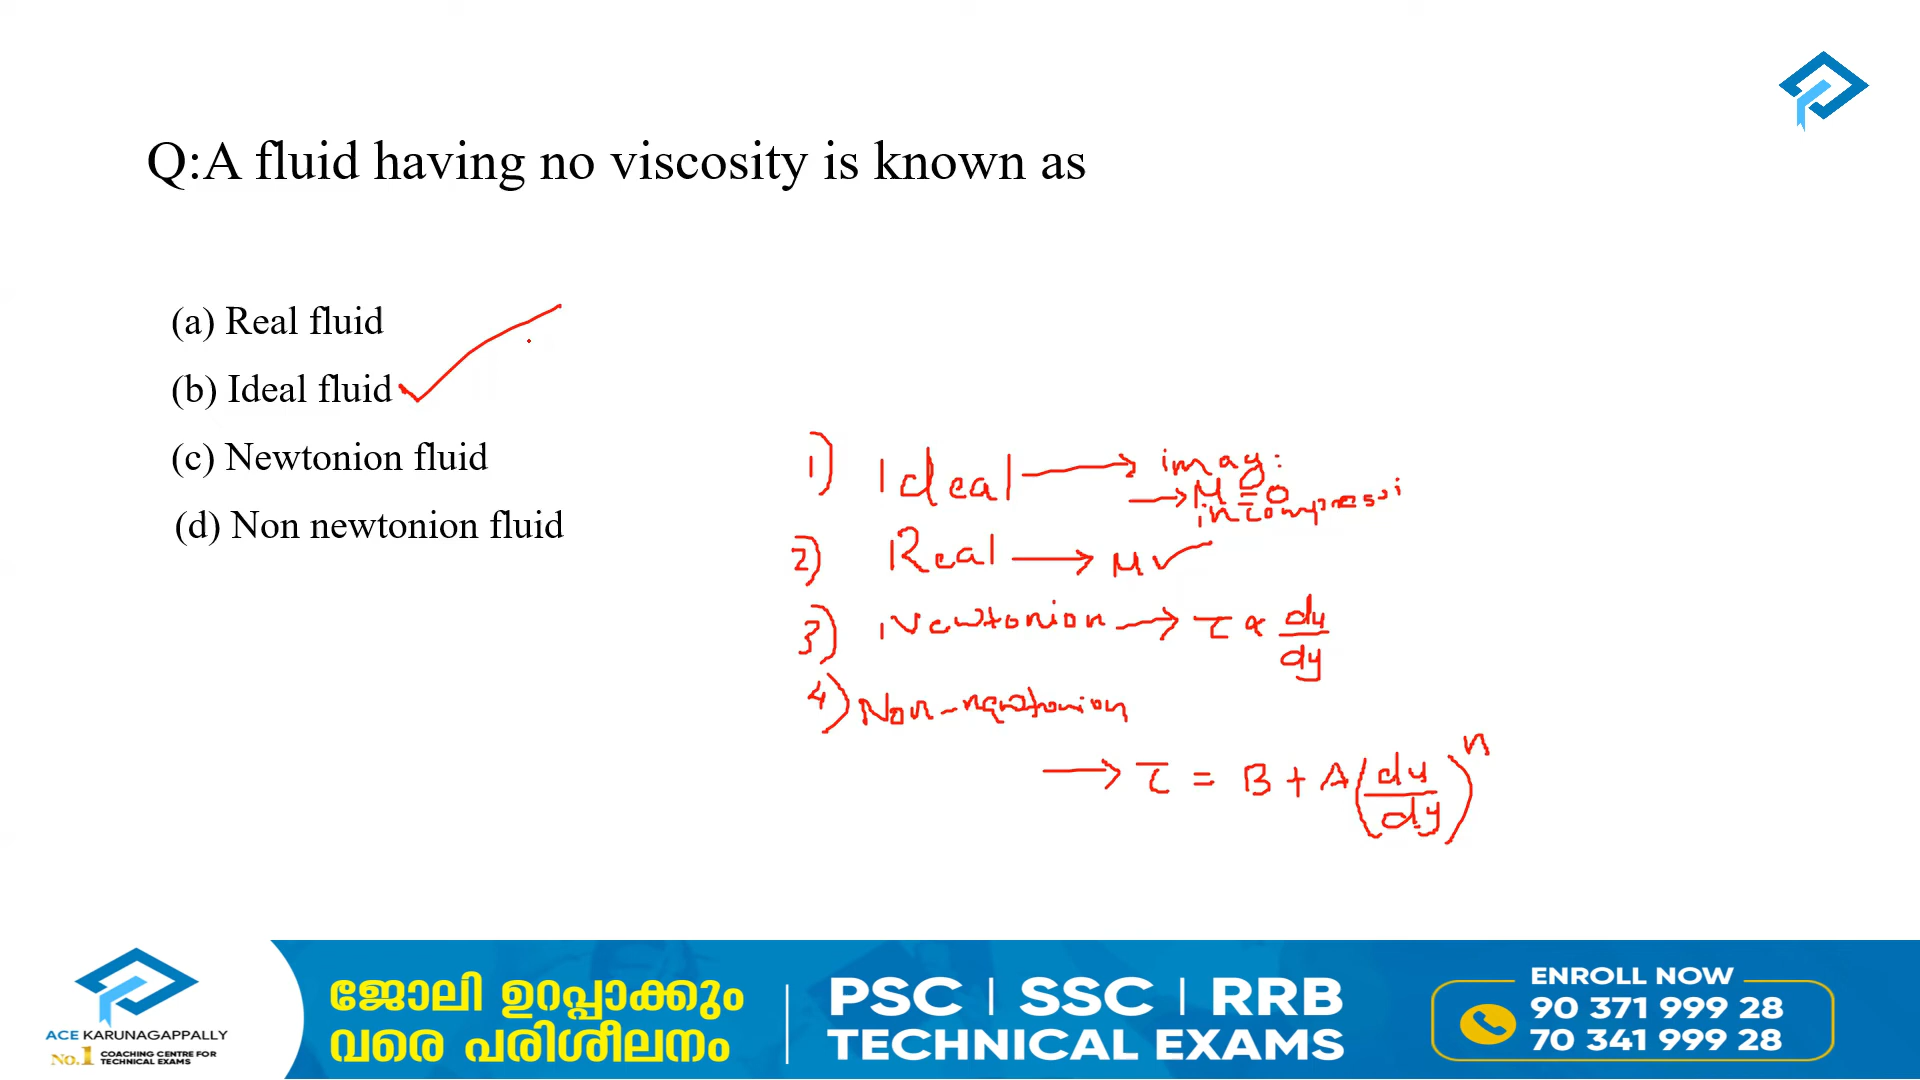 Q:A fluid having no viscosity is known as
(a) Real fluid
(b) Ideal fluid
(c) Newtonion fluid
(d) Non newtonion fluid
1) Ideal → imag:
→ μ = 0
incompressi
2) Real → μ ✓
3) Newtonion → τ ∝ du/dy
4) Non-newtonion
→ τ = B + A(du/dy)^n
ACE KARUNAGAPPALLY
No.1 COACHING CENTRE FOR
TECHNICAL EXAMS
ജോലി ഉറപ്പാക്കും
വരെ പരിശീലനം
PSC | SSC | RRB
TECHNICAL EXAMS
ENROLL NOW
90 371 999 28
70 341 999 28